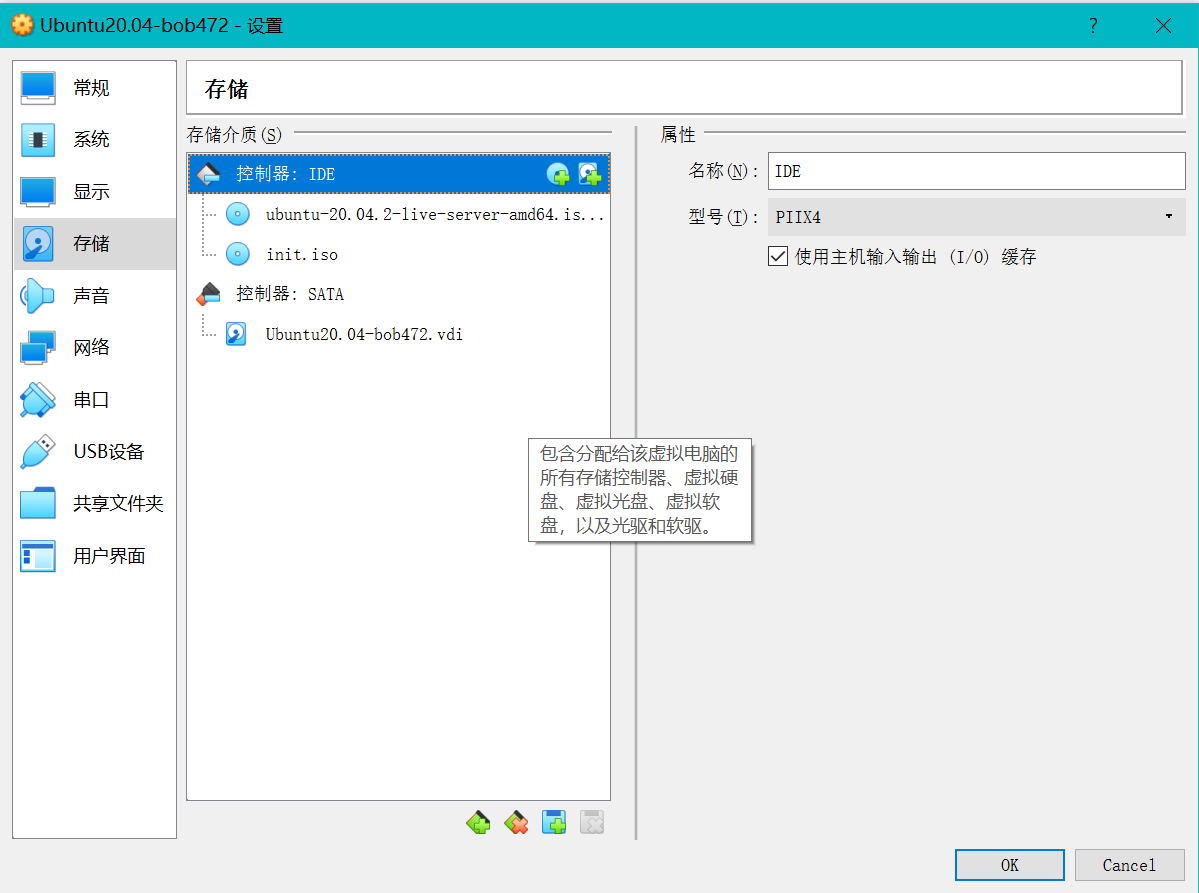 Ubuntu20.04-bob472 - 设置
?
常规
系统
显示
存储
声音
网络
串口
USB设备
共享文件夹
用户界面
存储
存储介质(S)
控制器: IDE
ubuntu-20.04.2-live-server-amd64.is...
init.iso
控制器: SATA
Ubuntu20.04-bob472.vdi
属性
名称(N): IDE
型号(T): PIIX4
使用主机输入输出 (I/O) 缓存
包含分配给该虚拟电脑的
所有存储控制器、虚拟硬
盘、虚拟光盘、虚拟软
盘，以及光驱和软驱。
OK
Cancel